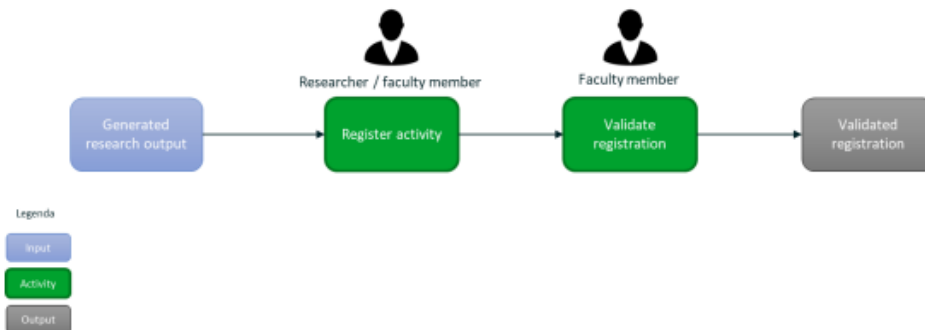 Researcher / faculty member
Faculty member
Generated
research output
Register activity
Validate
registration
Validated
registration
Legenda
Input
Activity
Output